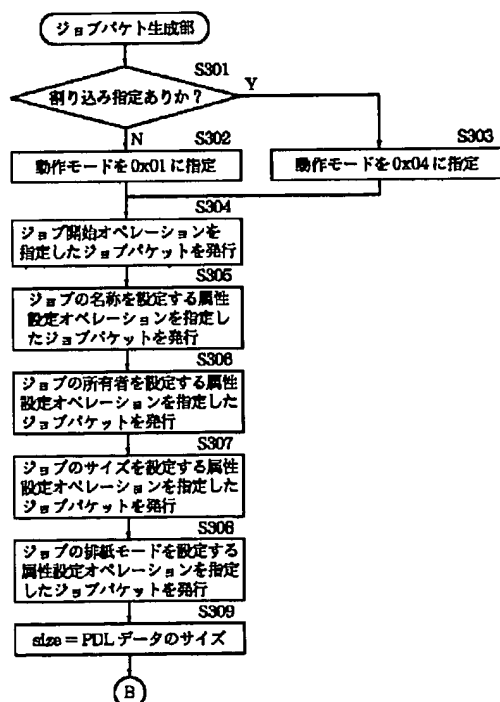 ジョブパケト生成部
S301
割り込み指定ありか？
Y
N
S302
S303
動作モードを0x01に指定
動作モードを0x04に指定
S304
ジョブ開始オペレーションを
指定したジョブパケットを発行
S305
ジョブの名称を設定する属性
設定オペレーションを指定し
たジョブパケットを発行
S306
ジョブの所有者を設定する属性
設定オペレーションを指定した
ジョブパケットを発行
S307
ジョブのサイズを設定する属性
設定オペレーションを指定した
ジョブパケットを発行
S308
ジョブの排紙モードを設定する
属性設定オペレーションを指定
したジョブパケットを発行
S309
size＝PDLデータのサイズ
B